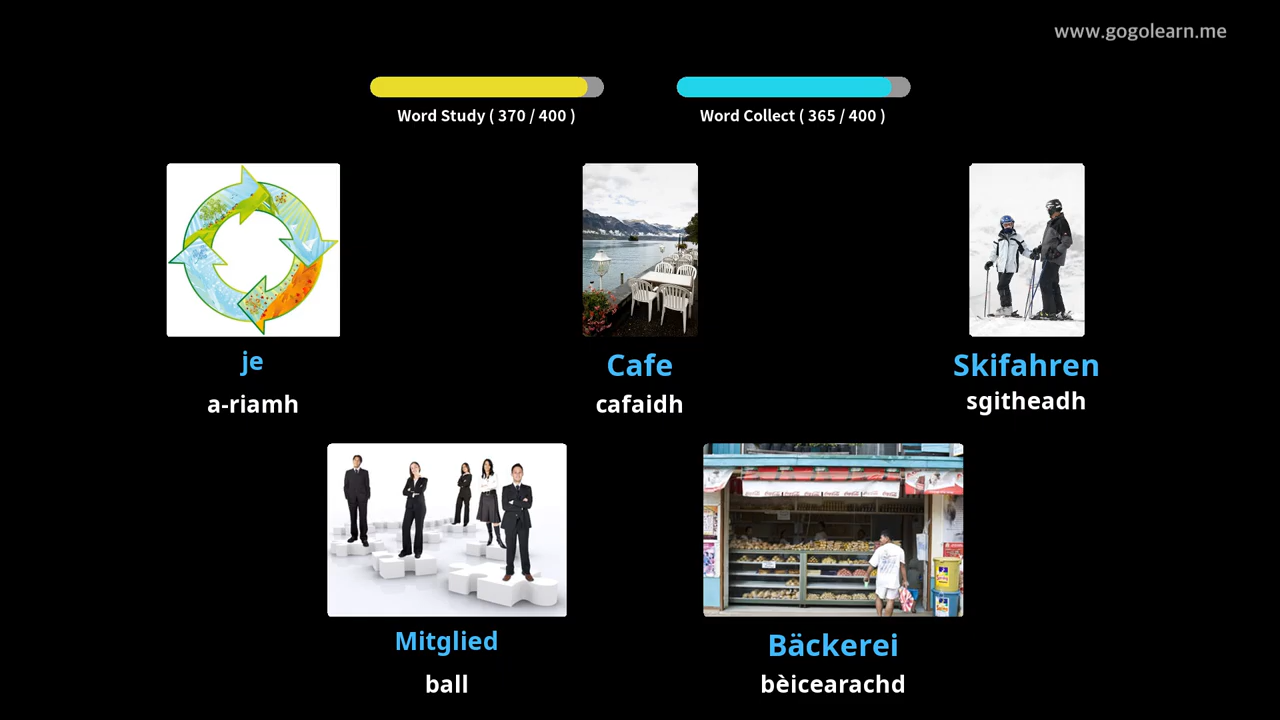 www.gogolearn.me
Word Study ( 370 / 400 )
Word Collect ( 365 / 400 )
je
a-riamh
Cafe
cafaidh
Skifahren
sgitheadh
Mitglied
ball
Bäckerei
bèicearachd